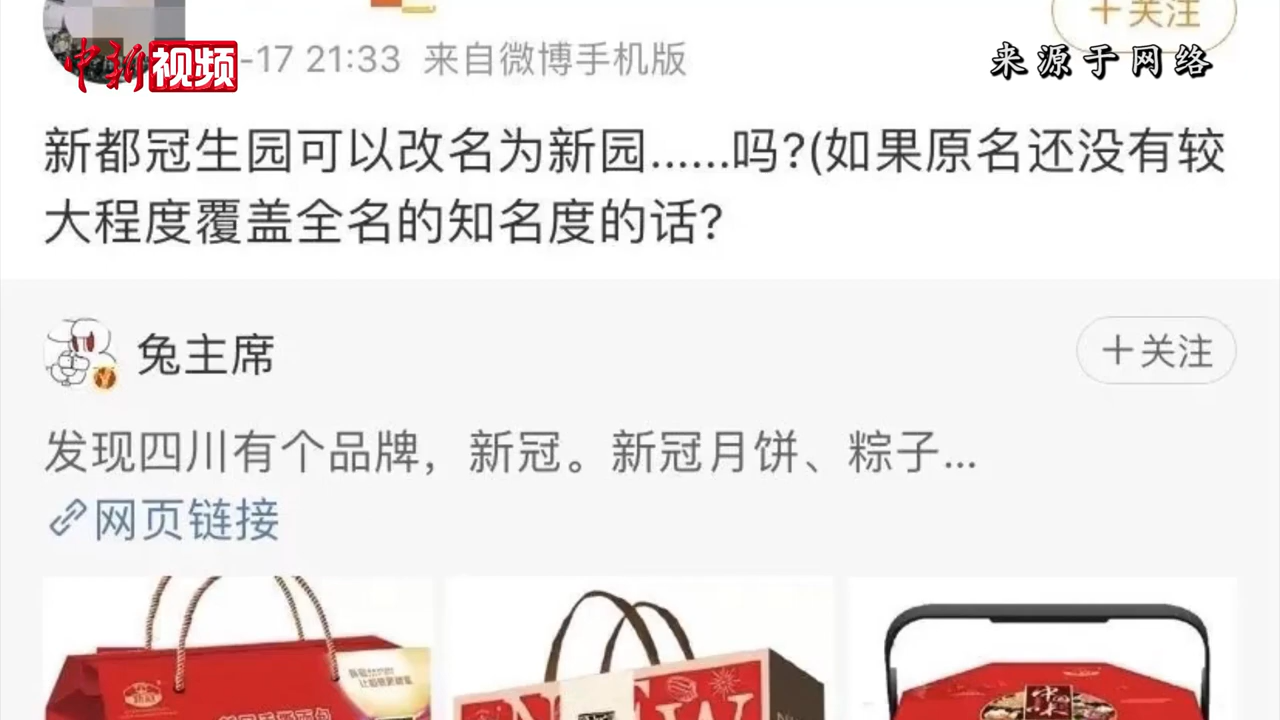 中新视频
-17 21:33 来自微博手机版
+关注
来源于网络
新都冠生园可以改名为新园......吗?(如果原名还没有较
大程度覆盖全名的知名度的话?
兔主席
+关注
发现四川有个品牌，新冠。新冠月饼、粽子...
网页链接